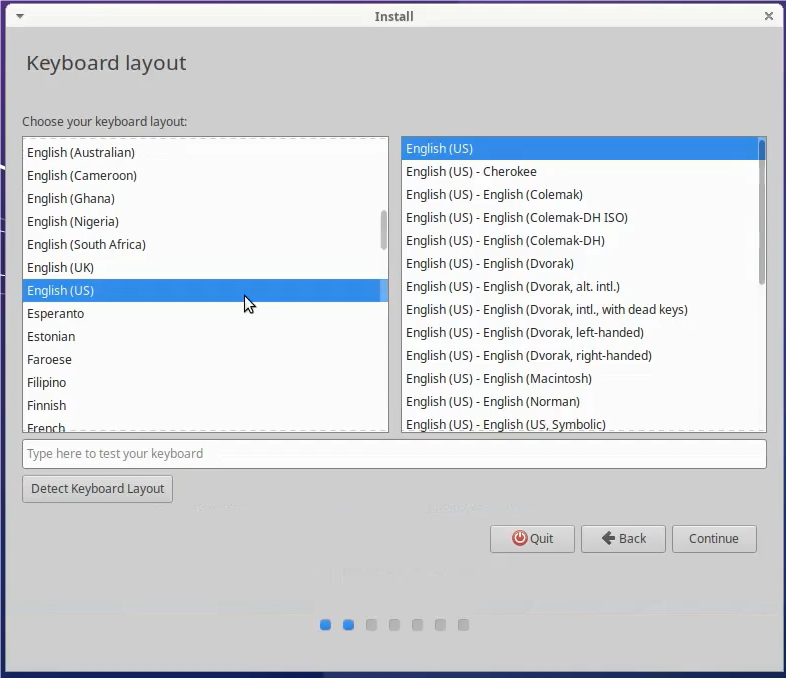 Install
Keyboard layout
Choose your keyboard layout:
English (Australian)
English (Cameroon)
English (Ghana)
English (Nigeria)
English (South Africa)
English (UK)
English (US)
Esperanto
Estonian
Faroese
Filipino
Finnish
French
English (US)
English (US) - Cherokee
English (US) - English (Colemak)
English (US) - English (Colemak-DH ISO)
English (US) - English (Colemak-DH)
English (US) - English (Dvorak)
English (US) - English (Dvorak, alt. intl.)
English (US) - English (Dvorak, intl., with dead keys)
English (US) - English (Dvorak, left-handed)
English (US) - English (Dvorak, right-handed)
English (US) - English (Macintosh)
English (US) - English (Norman)
English (US) - English (US, Symbolic)
Type here to test your keyboard
Detect Keyboard Layout
Quit
Back
Continue